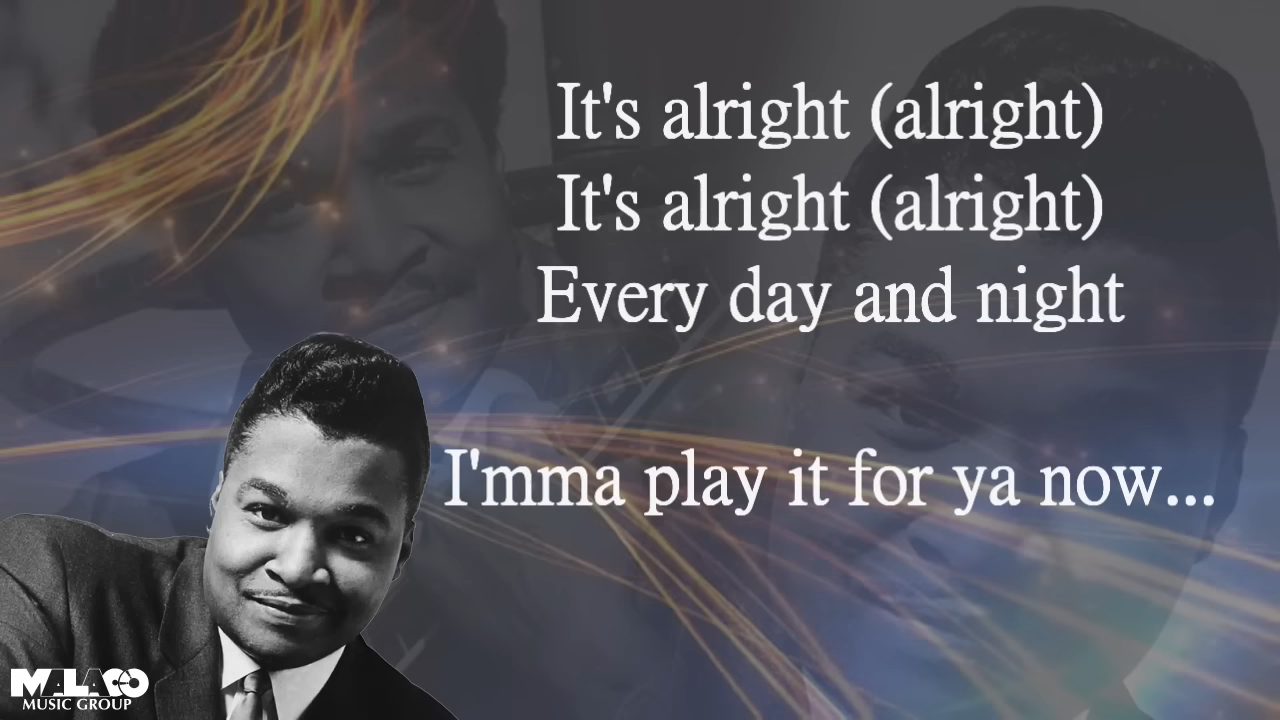 It's alright (alright)
It's alright (alright)
Every day and night
I'mma play it for ya now...
MALACO
MUSIC GROUP